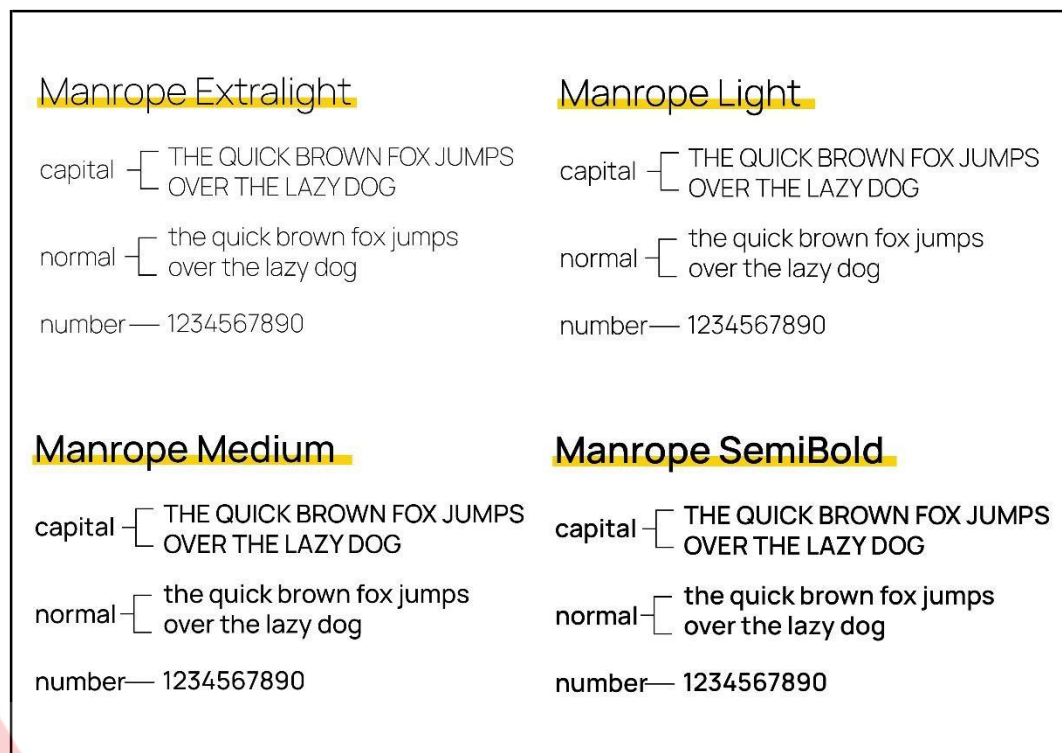 Manrope Extralight
capital
THE QUICK BROWN FOX JUMPS
OVER THE LAZY DOG
normal
the quick brown fox jumps
over the lazy dog
number
1234567890
Manrope Light
capital
THE QUICK BROWN FOX JUMPS
OVER THE LAZY DOG
normal
the quick brown fox jumps
over the lazy dog
number
1234567890
Manrope Medium
capital
THE QUICK BROWN FOX JUMPS
OVER THE LAZY DOG
normal
the quick brown fox jumps
over the lazy dog
number
1234567890
Manrope SemiBold
capital
THE QUICK BROWN FOX JUMPS
OVER THE LAZY DOG
normal
the quick brown fox jumps
over the lazy dog
number
1234567890